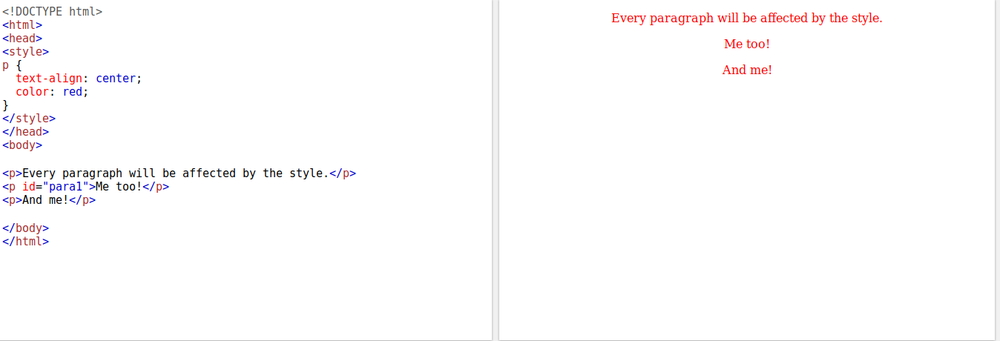 <!DOCTYPE html>
<html>
<head>
<style>
p {
  text-align: center;
  color: red;
}
</style>
</head>
<body>

<p>Every paragraph will be affected by the style.</p>
<p id="para1">Me too!</p>
<p>And me!</p>

</body>
</html>
Every paragraph will be affected by the style.
Me too!
And me!